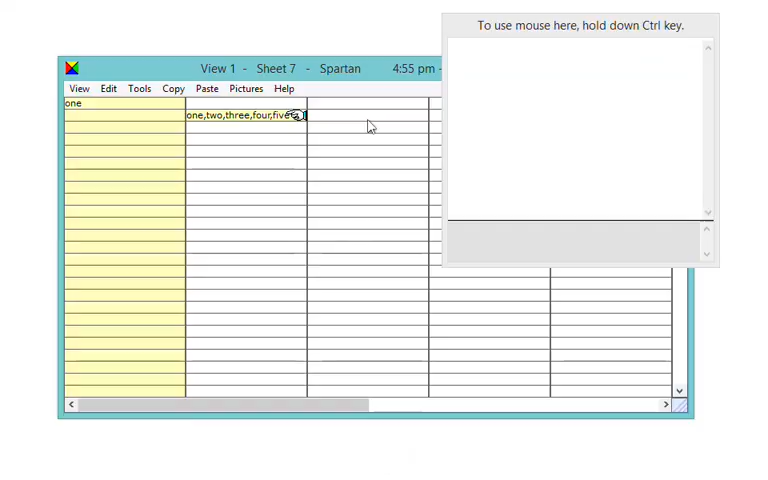 To use mouse here, hold down Ctrl key.
View 1 - Sheet 7 - Spartan 4:55 pm -
View Edit Tools Copy Paste Pictures Help
one
one,two,three,four,five